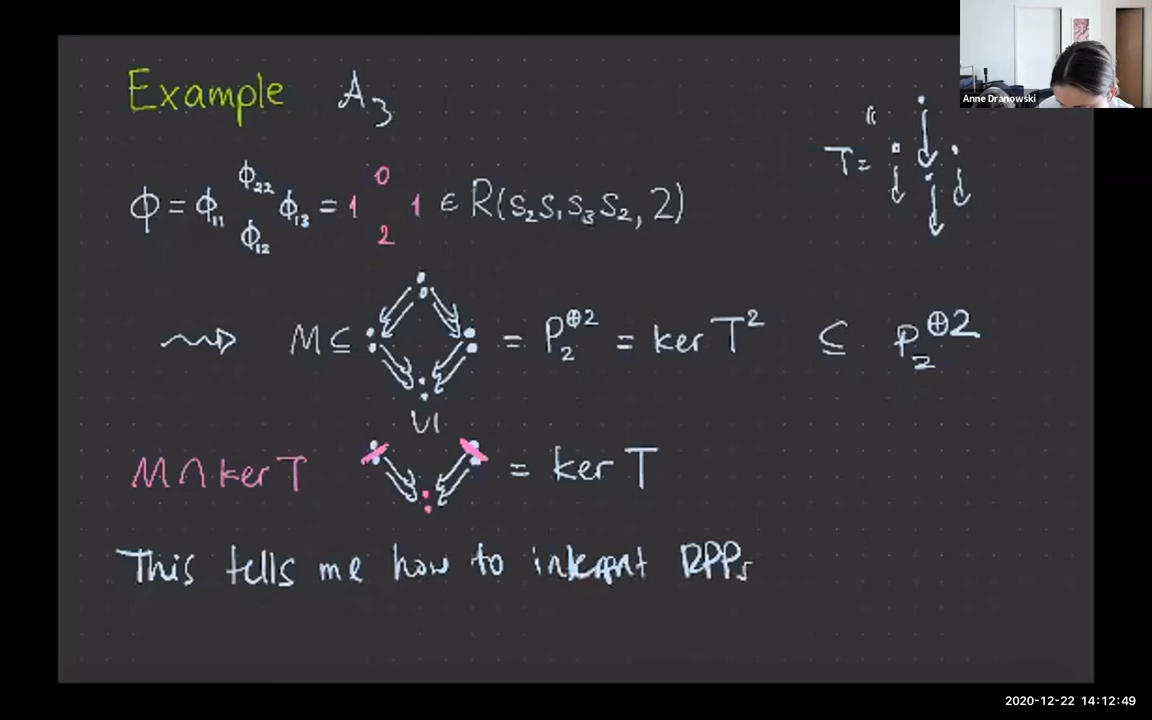 Example A₃
Anne Dranowski
T =
ϕ = ϕ₁₁ ϕ₂₂ ϕ₁₂ ϕ₁₃ = 1 0 2 1 ∈ R(s₂s₁s₃s₂, 2)
⇝ M ⊆ = P₂^{⊕2} = ker T² ⊆ P₂^{⊕2}
∪|
M ∩ ker T = ker T
This tells me how to RPPs
2020-12-22 14:12:49